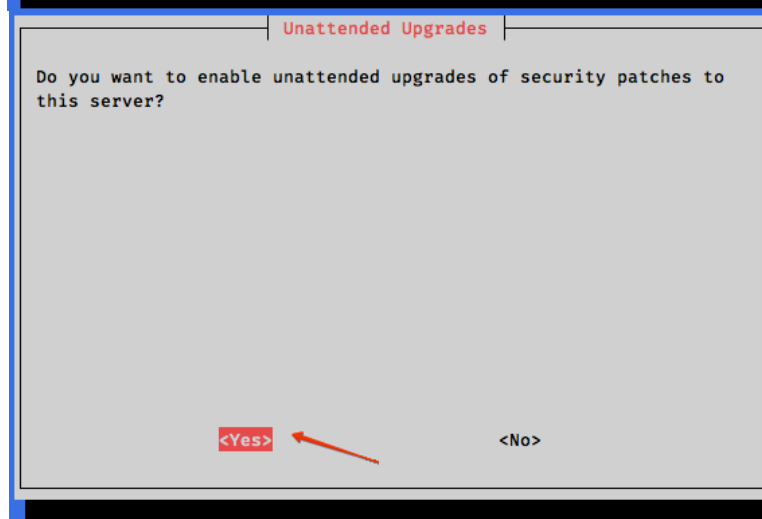 Unattended Upgrades
Do you want to enable unattended upgrades of security patches to
this server?
<Yes> <No>